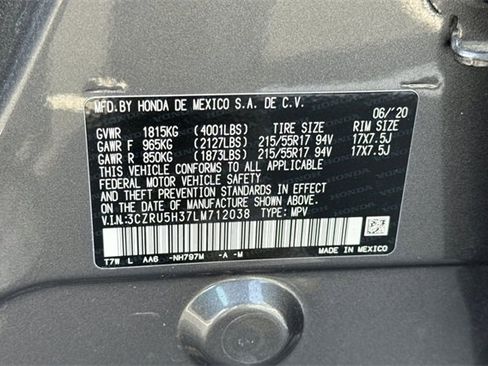 MFD.BY HONDA DE MEXICO S.A. DE C.V. 06/20
GVWR 1815KG (4001LBS) TIRE SIZE RIM SIZE
GAWR F 965KG (2127LBS) 215/55R17 94V 17X7.5J
GAWR R 850KG (1873LBS) 215/55R17 94V 17X7.5J
THIS VEHICLE CONFORMS TO ALL APPLICABLE
FEDERAL MOTOR VEHICLE SAFETY, BUMPER,
AND THEFT PREVENTION STANDARDS IN EFFECT
ON THE DATE OF MANUFACTURE SHOWN ABOVE.
V.I.N:3CZRU5H37LM712038 TYPE: MPV
T7W L AA6 -NH797M -A -M MADE IN MEXICO